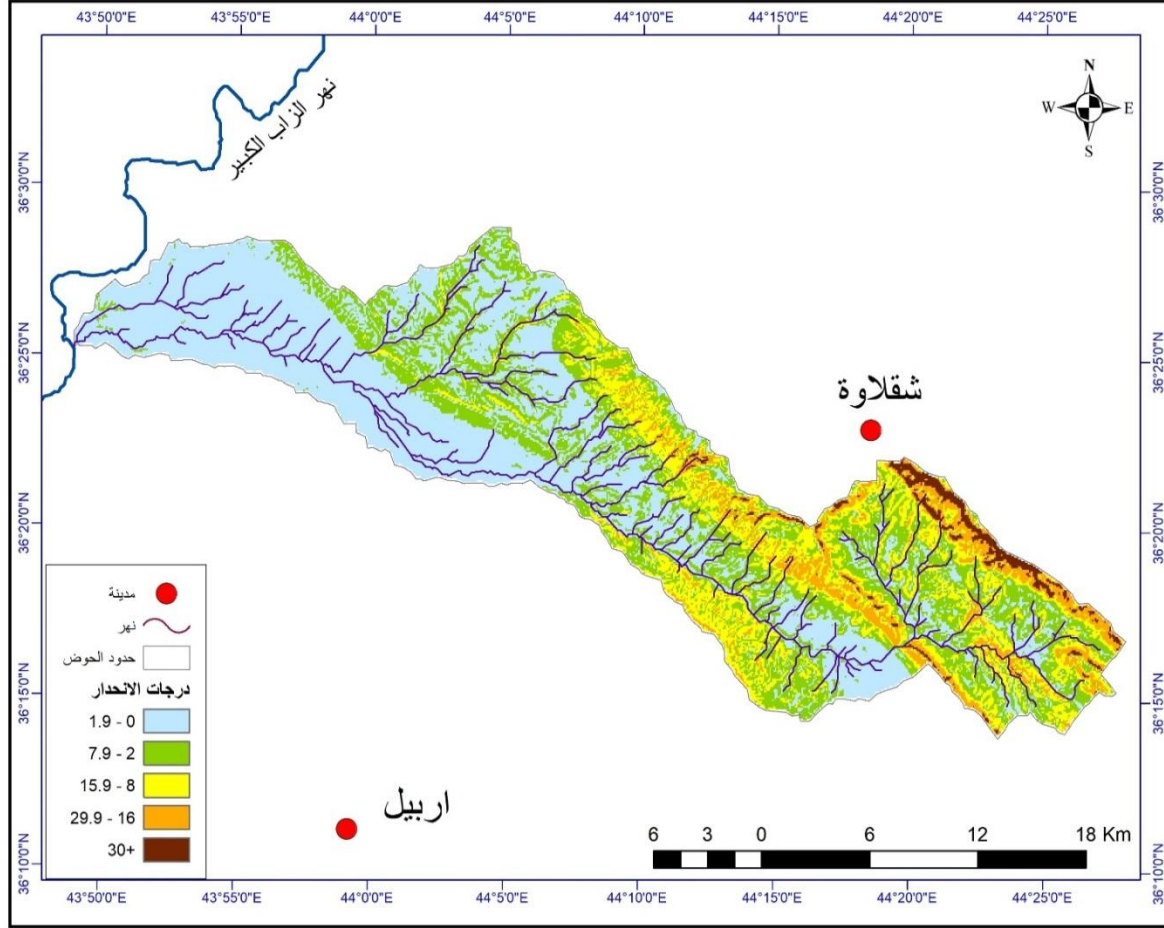 43°50'0"E 43°55'0"E 44°0'0"E 44°5'0"E 44°10'0"E 44°15'0"E 44°20'0"E 44°25'0"E
نهر الزاب الكبير
N
W E
S
36°30'0"N 36°30'0"N
36°25'0"N 36°25'0"N
شقلاوة
36°20'0"N 36°20'0"N
مدينة
نهر
حدود الحوض
درجات الانحدار
1.9 - 0
7.9 - 2
15.9 - 8
29.9 - 16
30+
36°15'0"N 36°15'0"N
اربيل
6 3 0 6 12 18 Km
36°10'0"N 36°10'0"N
43°50'0"E 43°55'0"E 44°0'0"E 44°5'0"E 44°10'0"E 44°15'0"E 44°20'0"E 44°25'0"E